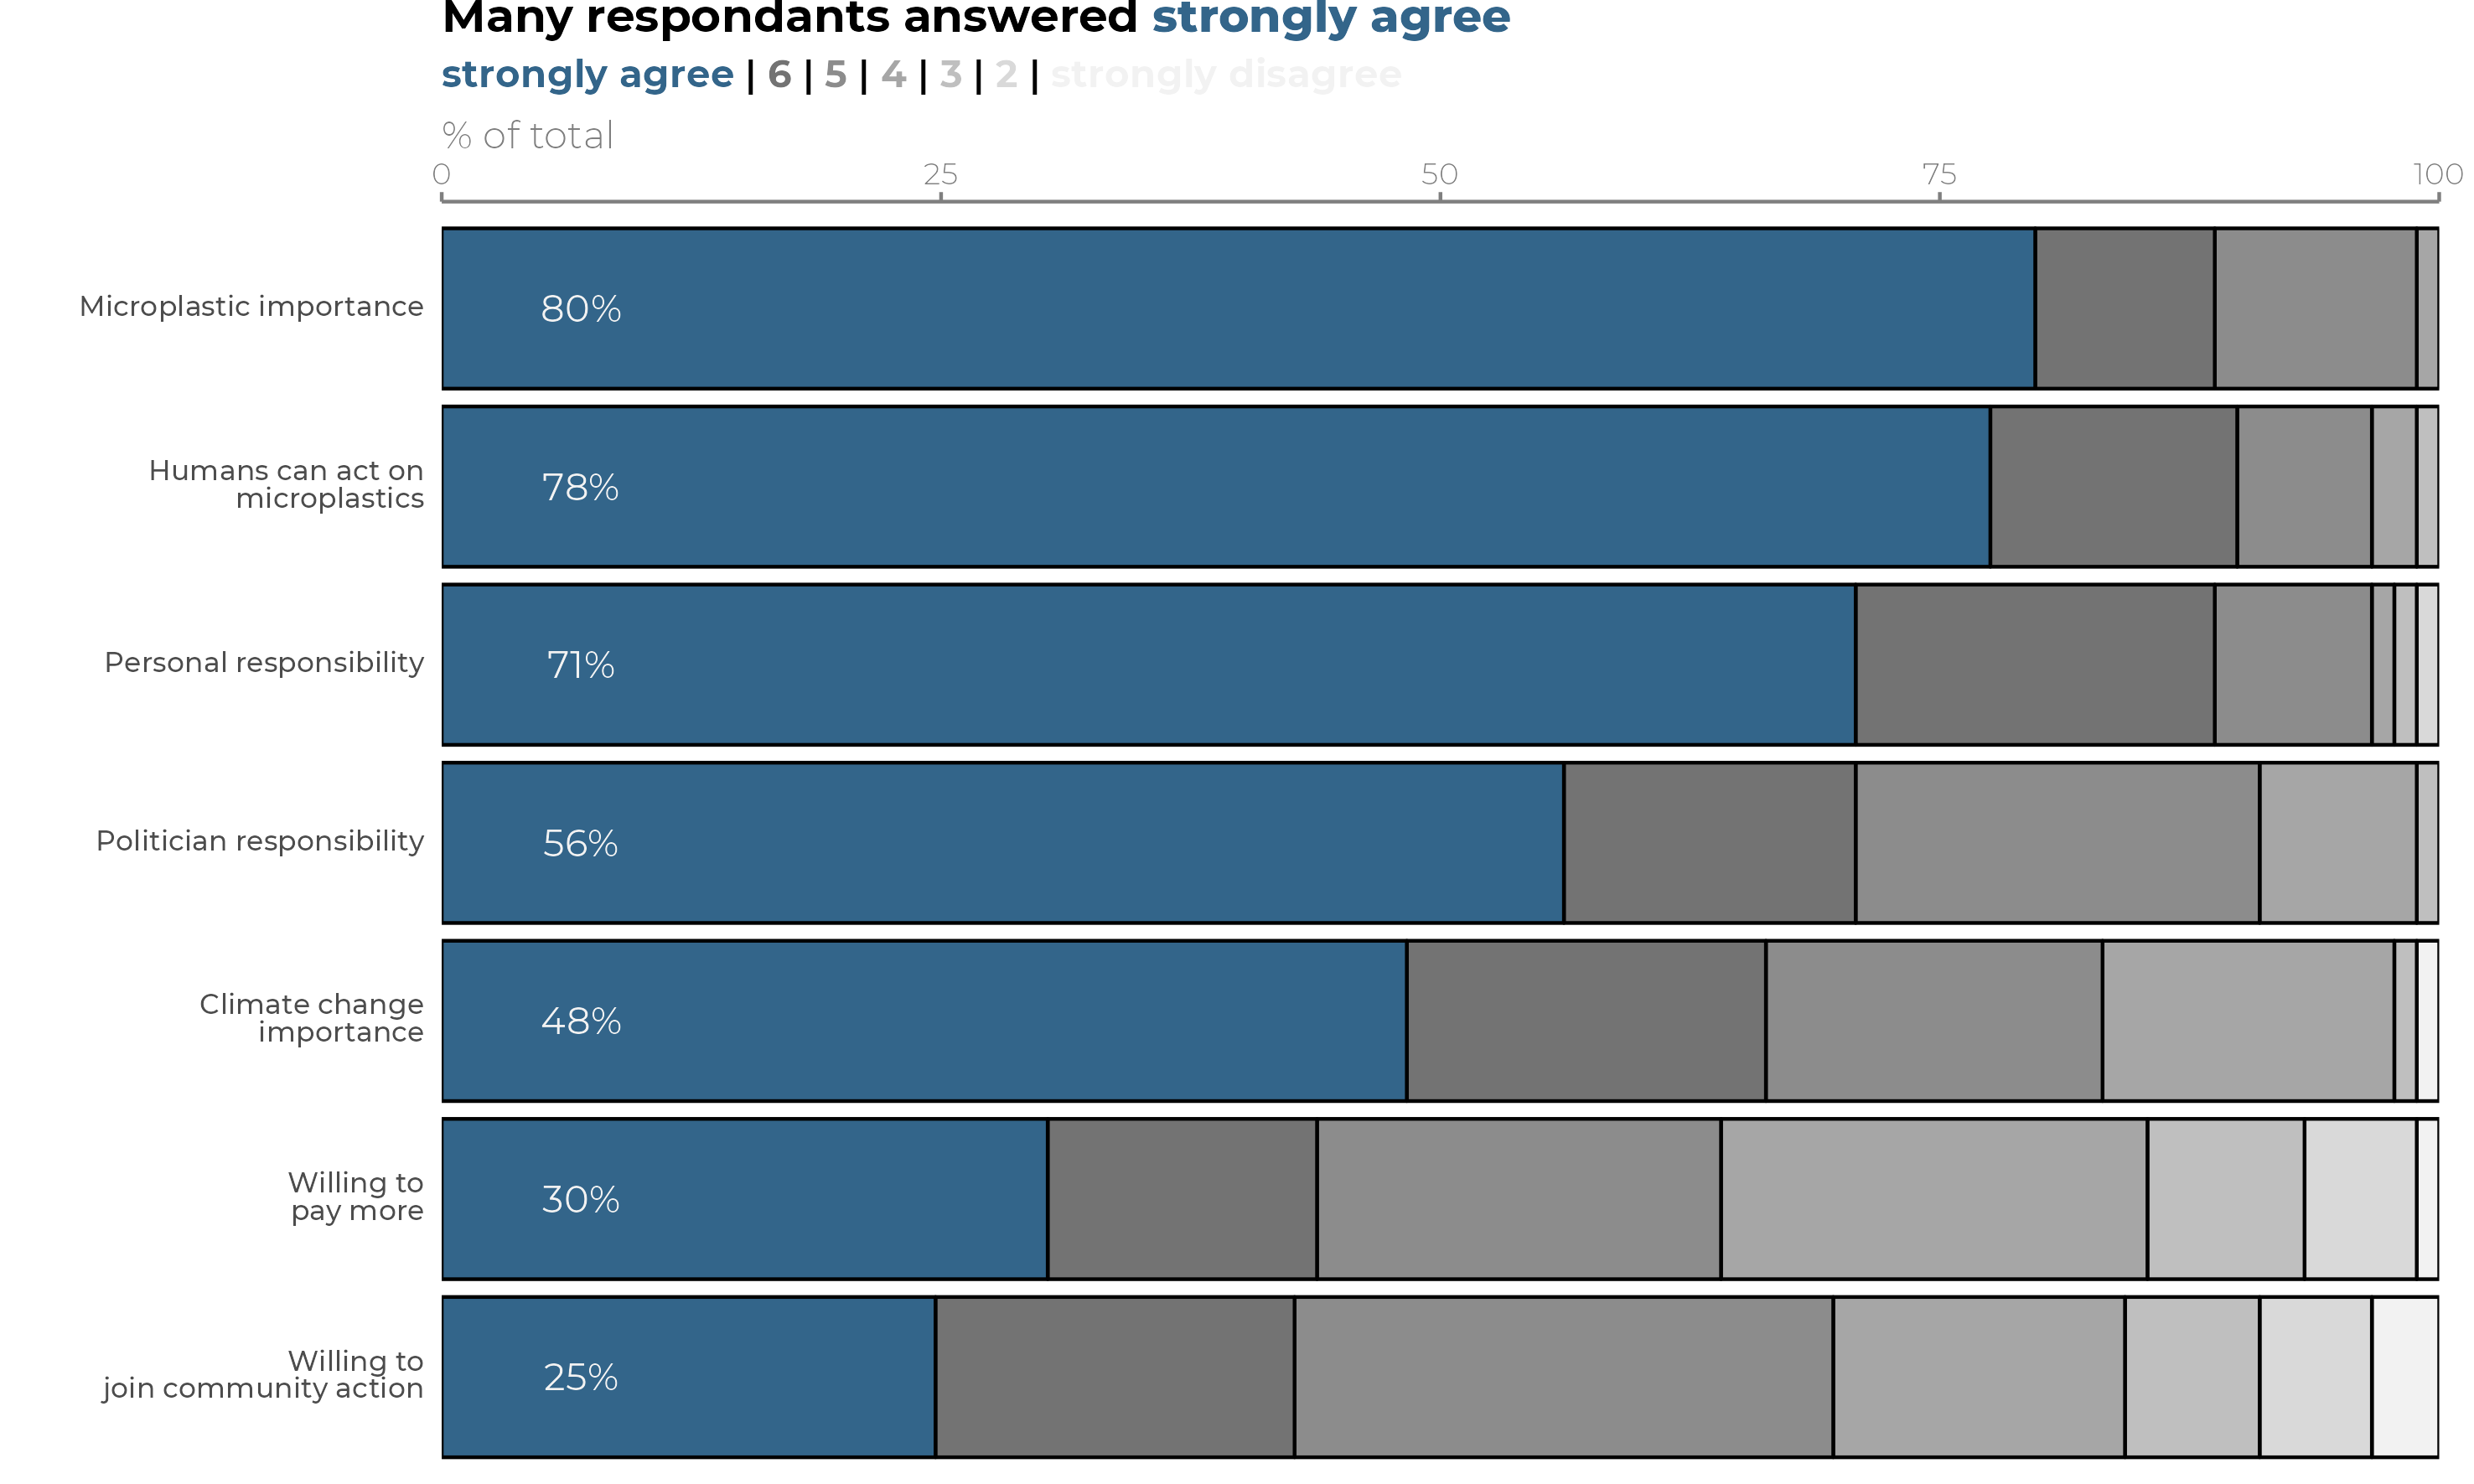 Many respondants answered strongly agree
strongly agree | 6 | 5 | 4 | 3 | 2 | strongly disagree
% of total
0 25 50 75 100
Microplastic importance
80%
Humans can act on
microplastics
78%
Personal responsibility
71%
Politician responsibility
56%
Climate change
importance
48%
Willing to
pay more
30%
Willing to
join community action
25%